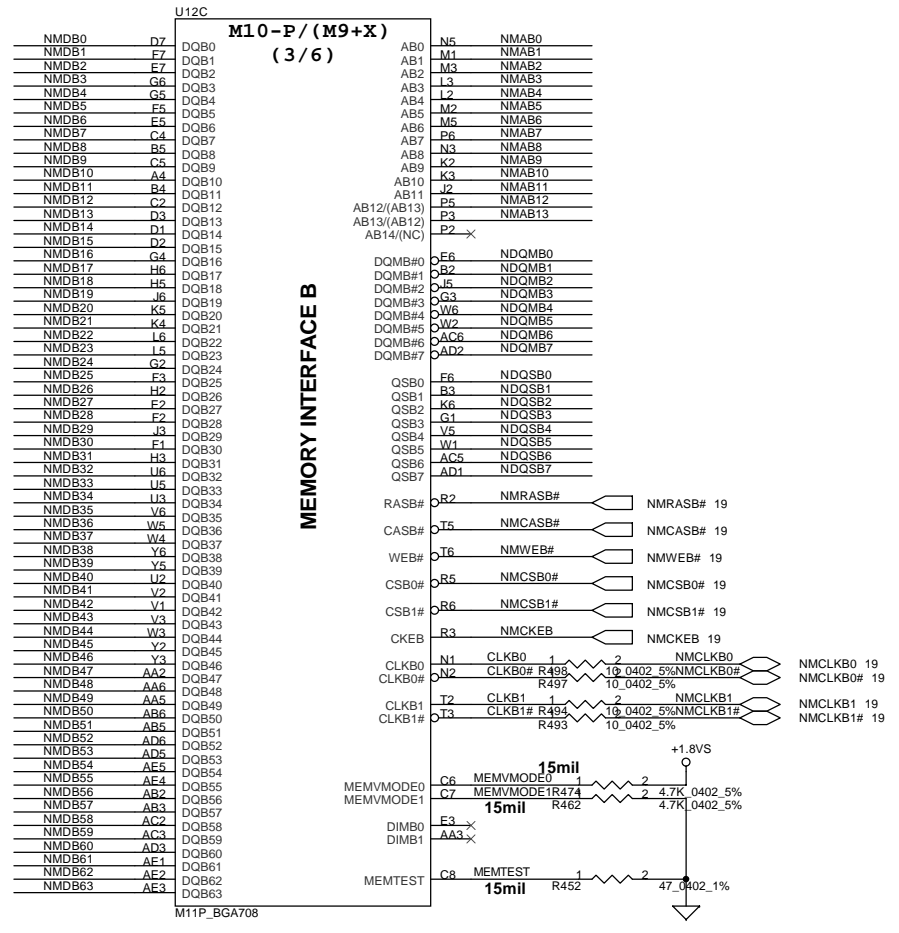 U12C
M10-P/(M9+X)
(3/6)
NMDB0 D7 DQB0
NMDB1 F7 DQB1
NMDB2 E7 DQB2
NMDB3 G6 DQB3
NMDB4 G5 DQB4
NMDB5 F5 DQB5
NMDB6 E5 DQB6
NMDB7 C4 DQB7
NMDB8 B5 DQB8
NMDB9 C5 DQB9
NMDB10 A4 DQB10
NMDB11 B4 DQB11
NMDB12 C2 DQB12
NMDB13 D3 DQB13
NMDB14 D1 DQB14
NMDB15 D2 DQB15
NMDB16 G4 DQB16
NMDB17 H6 DQB17
NMDB18 H5 DQB18
NMDB19 J6 DQB19
NMDB20 K5 DQB20
NMDB21 K4 DQB21
NMDB22 L6 DQB22
NMDB23 L5 DQB23
NMDB24 G2 DQB24
NMDB25 F3 DQB25
NMDB26 H2 DQB26
NMDB27 E2 DQB27
NMDB28 F2 DQB28
NMDB29 J3 DQB29
NMDB30 F1 DQB30
NMDB31 H3 DQB31
NMDB32 U6 DQB32
NMDB33 U5 DQB33
NMDB34 U3 DQB34
NMDB35 V6 DQB35
NMDB36 W5 DQB36
NMDB37 W4 DQB37
NMDB38 Y6 DQB38
NMDB39 Y5 DQB39
NMDB40 U2 DQB40
NMDB41 V2 DQB41
NMDB42 V1 DQB42
NMDB43 V3 DQB43
NMDB44 W3 DQB44
NMDB45 Y2 DQB45
NMDB46 Y3 DQB46
NMDB47 AA2 DQB47
NMDB48 AA6 DQB48
NMDB49 AA5 DQB49
NMDB50 AB6 DQB50
NMDB51 AB5 DQB51
NMDB52 AD6 DQB52
NMDB53 AD5 DQB53
NMDB54 AE5 DQB54
NMDB55 AE4 DQB55
NMDB56 AB2 DQB56
NMDB57 AB3 DQB57
NMDB58 AC2 DQB58
NMDB59 AC3 DQB59
NMDB60 AD3 DQB60
NMDB61 AE1 DQB61
NMDB62 AE2 DQB62
NMDB63 AE3 DQB63
MEMORY INTERFACE B
AB0 N5 NMAB0
AB1 M1 NMAB1
AB2 M3 NMAB2
AB3 L3 NMAB3
AB4 L2 NMAB4
AB5 M2 NMAB5
AB6 M5 NMAB6
AB7 P6 NMAB7
AB8 N3 NMAB8
AB9 K2 NMAB9
AB10 K3 NMAB10
AB11 J2 NMAB11
AB12/(AB13) P5 NMAB12
AB13/(AB12) P3 NMAB13
AB14/(NC) P2
DQMB#0 E6 NDQMB0
DQMB#1 B2 NDQMB1
DQMB#2 J5 NDQMB2
DQMB#3 G3 NDQMB3
DQMB#4 W6 NDQMB4
DQMB#5 W2 NDQMB5
DQMB#6 AC6 NDQMB6
DQMB#7 AD2 NDQMB7
QSB0 F6 NDQSB0
QSB1 B3 NDQSB1
QSB2 K6 NDQSB2
QSB3 G1 NDQSB3
QSB4 V5 NDQSB4
QSB5 W1 NDQSB5
QSB6 AC5 NDQSB6
QSB7 AD1 NDQSB7
RASB# R2 NMRASB# NMRASB# 19
CASB# T5 NMCASB# NMCASB# 19
WEB# T6 NMWEB# NMWEB# 19
CSB0# R5 NMCSB0# NMCSB0# 19
CSB1# R6 NMCSB1# NMCSB1# 19
CKEB R3 NMCKEB NMCKEB 19
CLKB0 N1 CLKB0 R498 1 2 10_0402_5% NMCLKB0 NMCLKB0 19
CLKB0# N2 CLKB0# R497 10_0402_5% NMCLKB0# NMCLKB0# 19
CLKB1 T2 CLKB1 R494 1 2 10_0402_5% NMCLKB1 NMCLKB1 19
CLKB1# T3 CLKB1# R493 10_0402_5% NMCLKB1# NMCLKB1# 19
+1.8VS
15mil
MEMVMODE0 C6 MEMVMODE0 R474 1 2 4.7K_0402_5%
MEMVMODE1 C7 MEMVMODE1 R462 1 2 4.7K_0402_5%
15mil
DIMB0 E3
DIMB1 AA3
MEMTEST C8 MEMTEST R452 1 2 47_0402_1%
15mil
M11P_BGA708